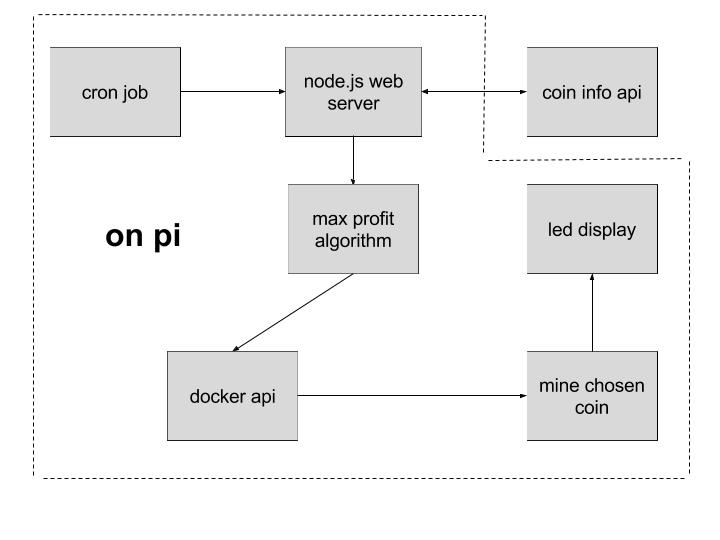 cron job
node.js web
server
coin info api
max profit
algorithm
led display
on pi
docker api
mine chosen
coin